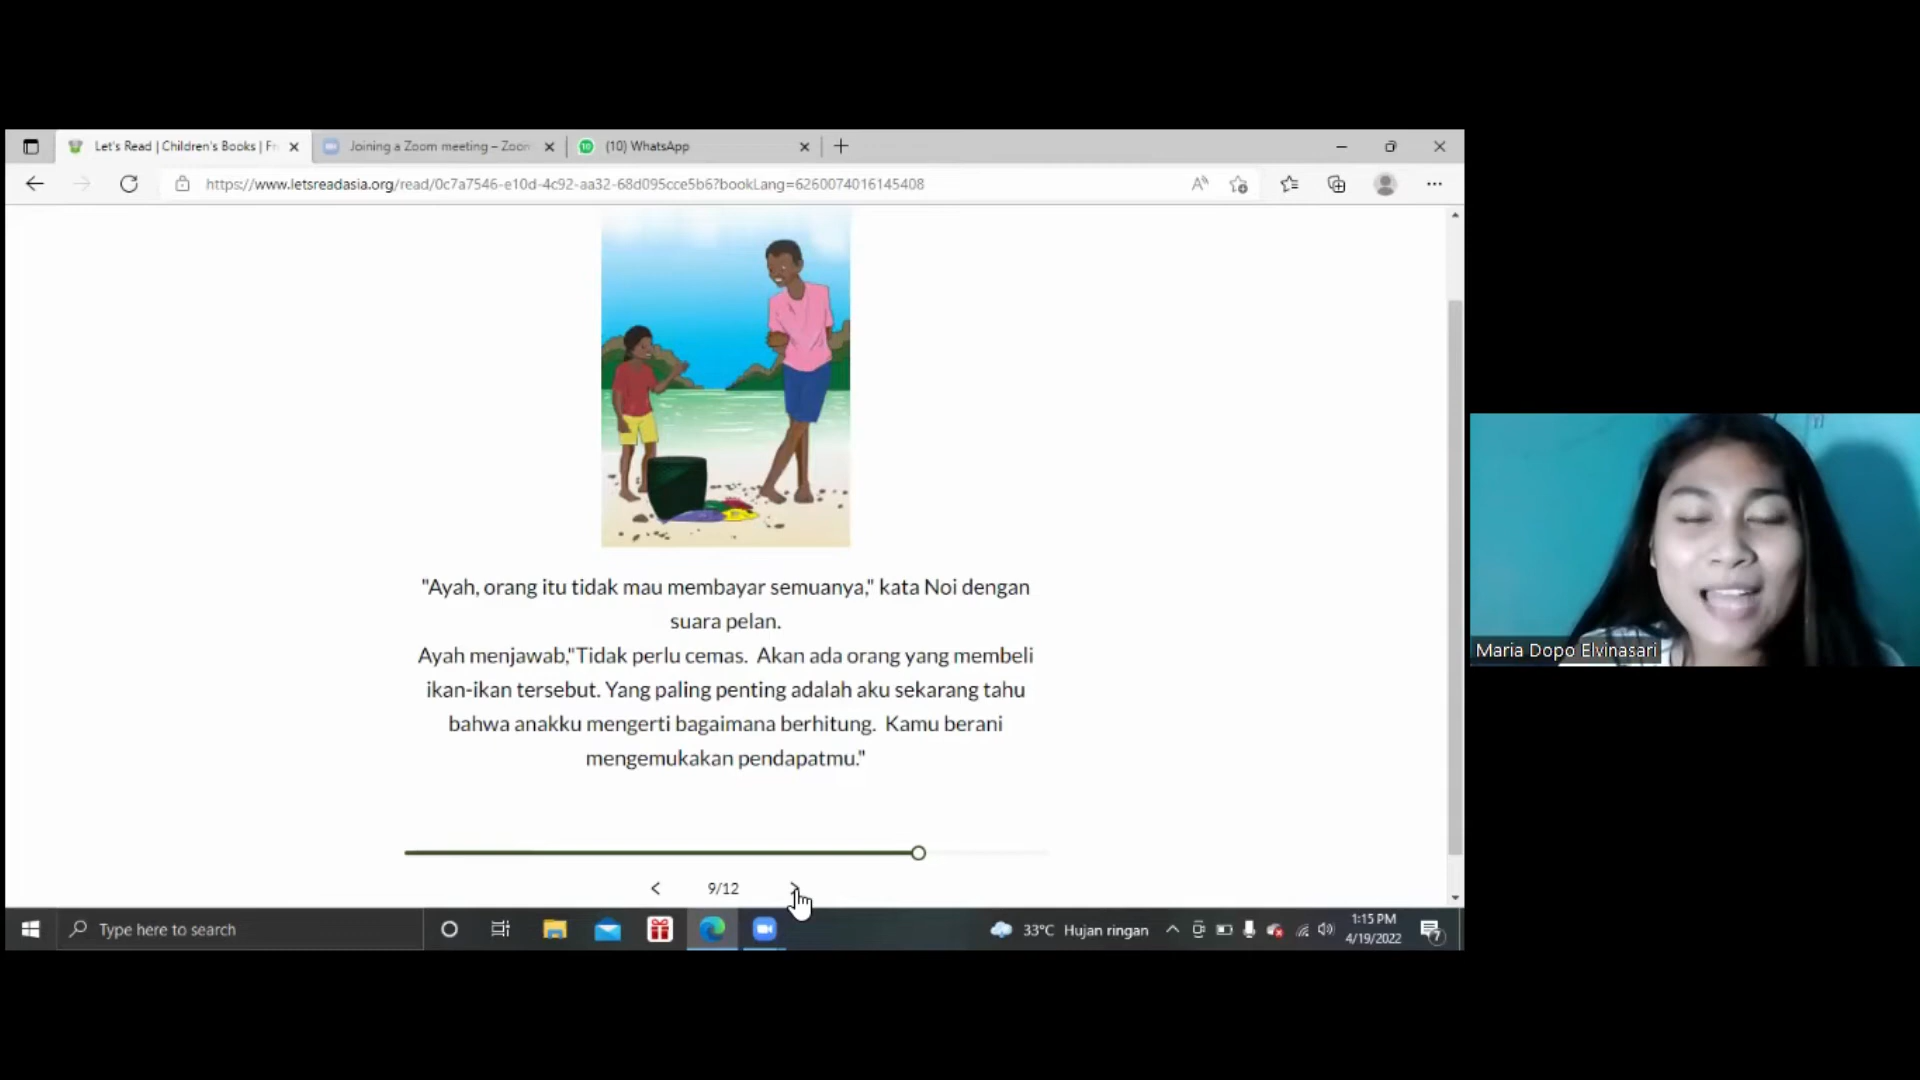 Let's Read | Children's Books | Fr
Joining a Zoom meeting – Zoom
10
(10) WhatsApp
https://www.letsreadasia.org/read/0c7a7546-e10d-4c92-aa32-68d095cce5b6?bookLang=6260074016145408
"Ayah, orang itu tidak mau membayar semuanya," kata Noi dengan
suara pelan.
Ayah menjawab,"Tidak perlu cemas. Akan ada orang yang membeli
ikan-ikan tersebut. Yang paling penting adalah aku sekarang tahu
bahwa anakku mengerti bagaimana berhitung. Kamu berani
mengemukakan pendapatmu."
9/12
Maria Dopo Elvinasari
Type here to search
33°C Hujan ringan
1:15 PM
4/19/2022
7